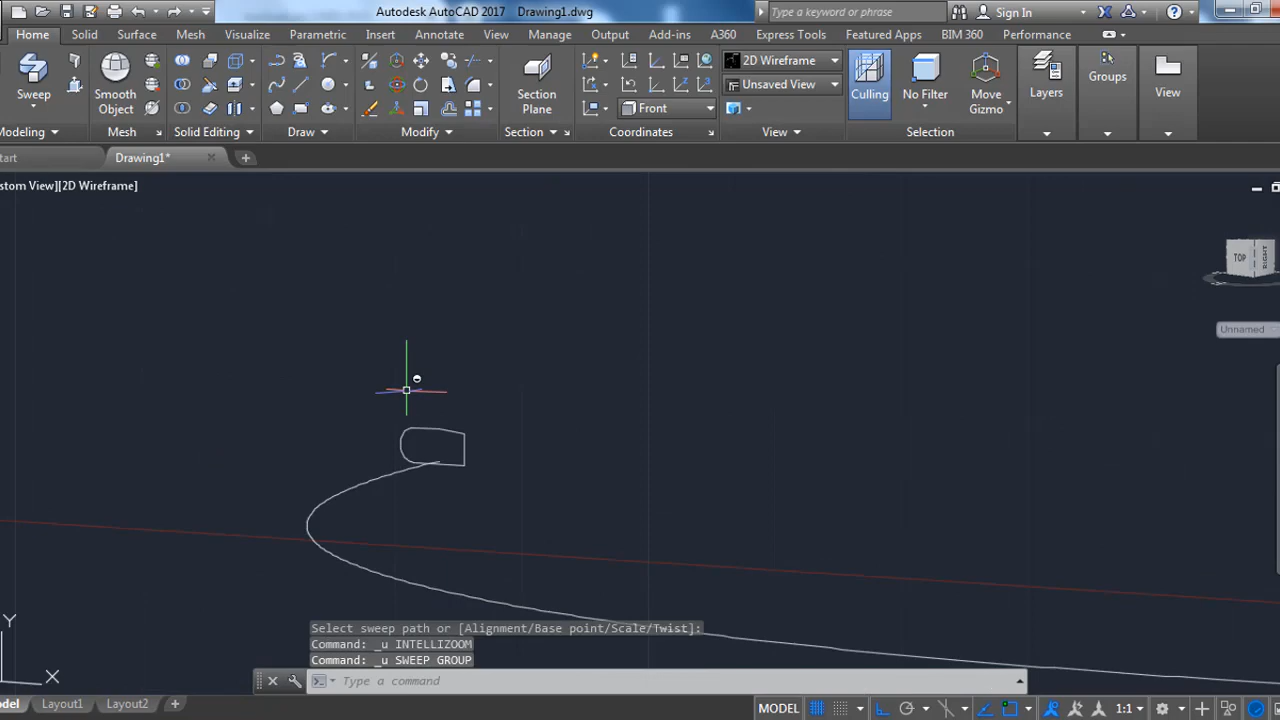 Autodesk AutoCAD 2017 Drawing1.dwg
Type a keyword or phrase
Sign In
Home Solid Surface Mesh Visualize Parametric Insert Annotate View Manage Output Add-ins A360 Express Tools Featured Apps BIM 360 Performance
Sweep
Smooth Object
Section Plane
2D Wireframe
Unsaved View
Front
Culling
No Filter
Move Gizmo
Layers
Groups
View
Modeling Mesh Solid Editing Draw Modify Section Coordinates View Selection
tart Drawing1*
stom View][2D Wireframe]
TOP RIGHT
Unnamed
Y
X
Select sweep path or [Alignment/Base point/Scale/Twist]:
Command: _u INTELLIZOOM
Command: _u SWEEP GROUP
Type a command
odel Layout1 Layout2
MODEL 1:1